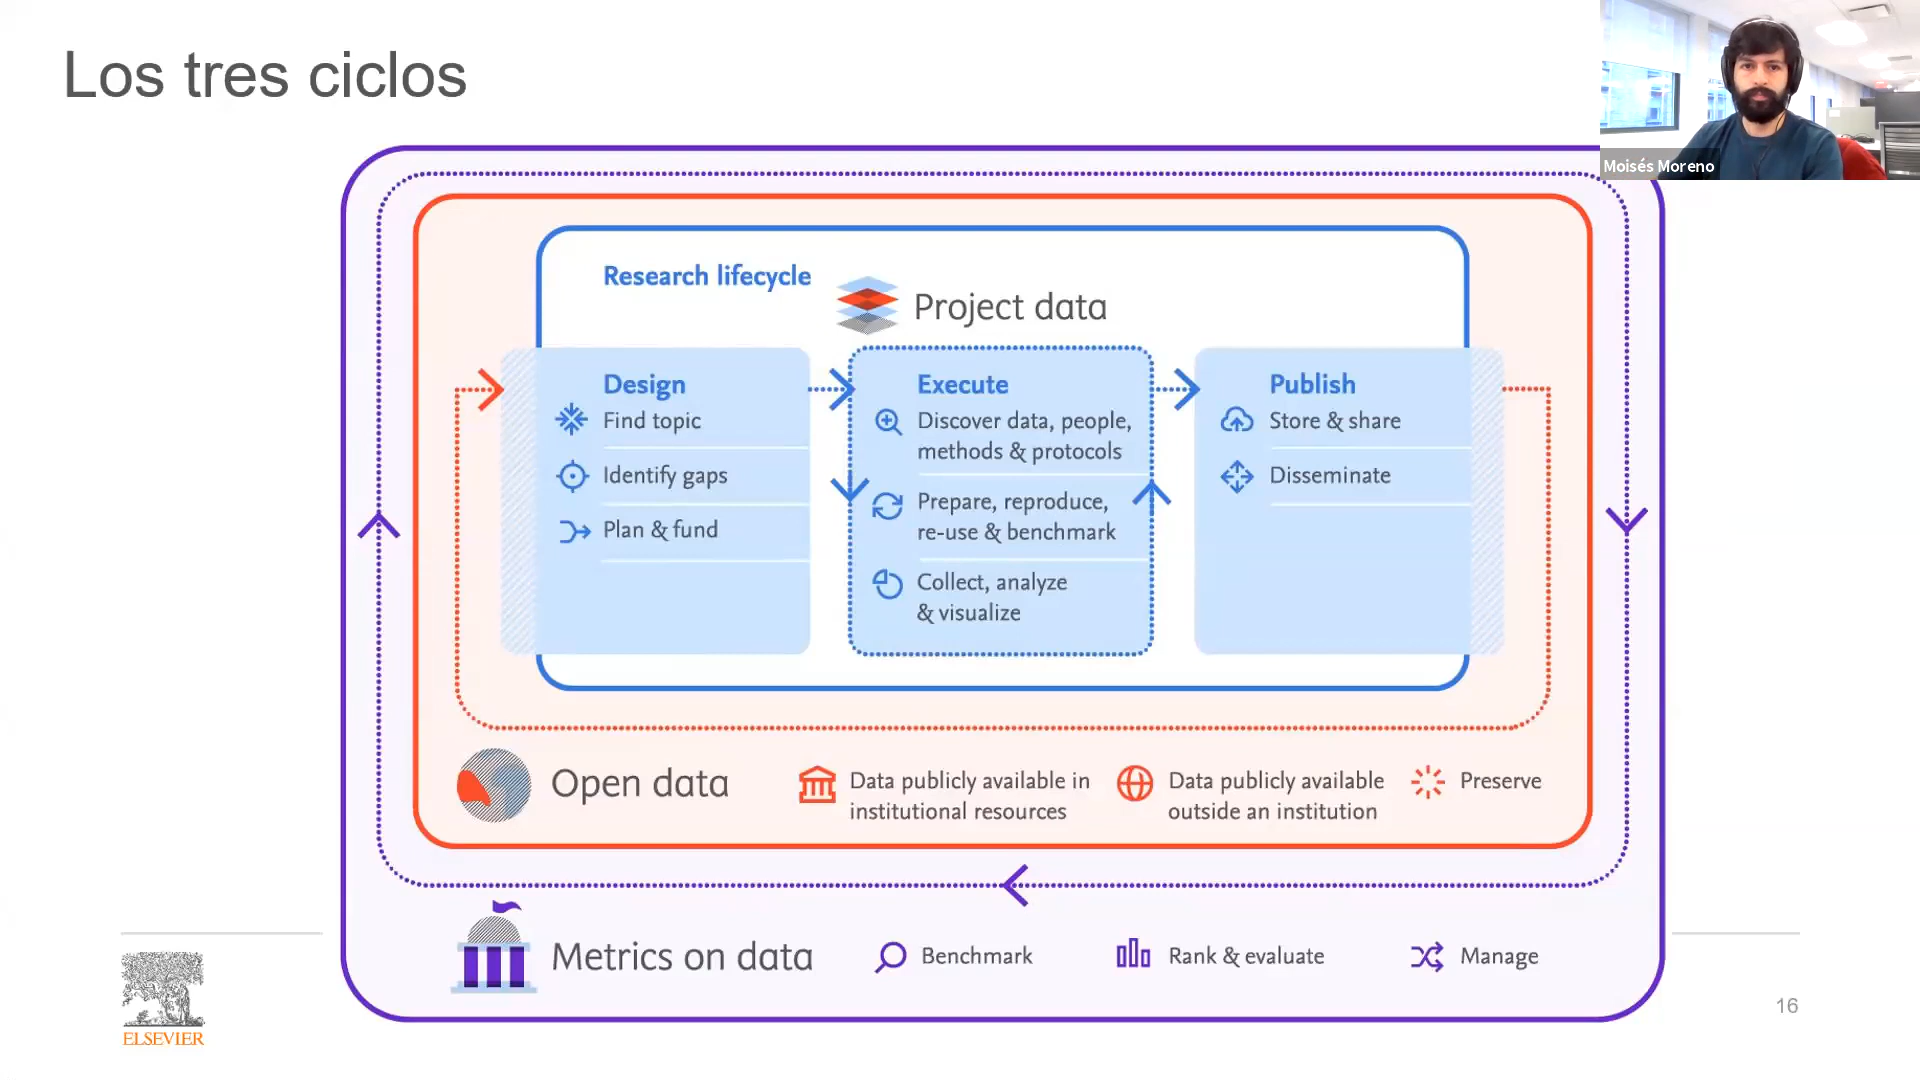 Los tres ciclos
Moisés Moreno
Research lifecycle
Project data
Design
Find topic
Identify gaps
Plan & fund
Execute
Discover data, people,
methods & protocols
Prepare, reproduce,
re-use & benchmark
Collect, analyze
& visualize
Publish
Store & share
Disseminate
Open data
Data publicly available in
institutional resources
Data publicly available
outside an institution
Preserve
Metrics on data
Benchmark
Rank & evaluate
Manage
ELSEVIER
16